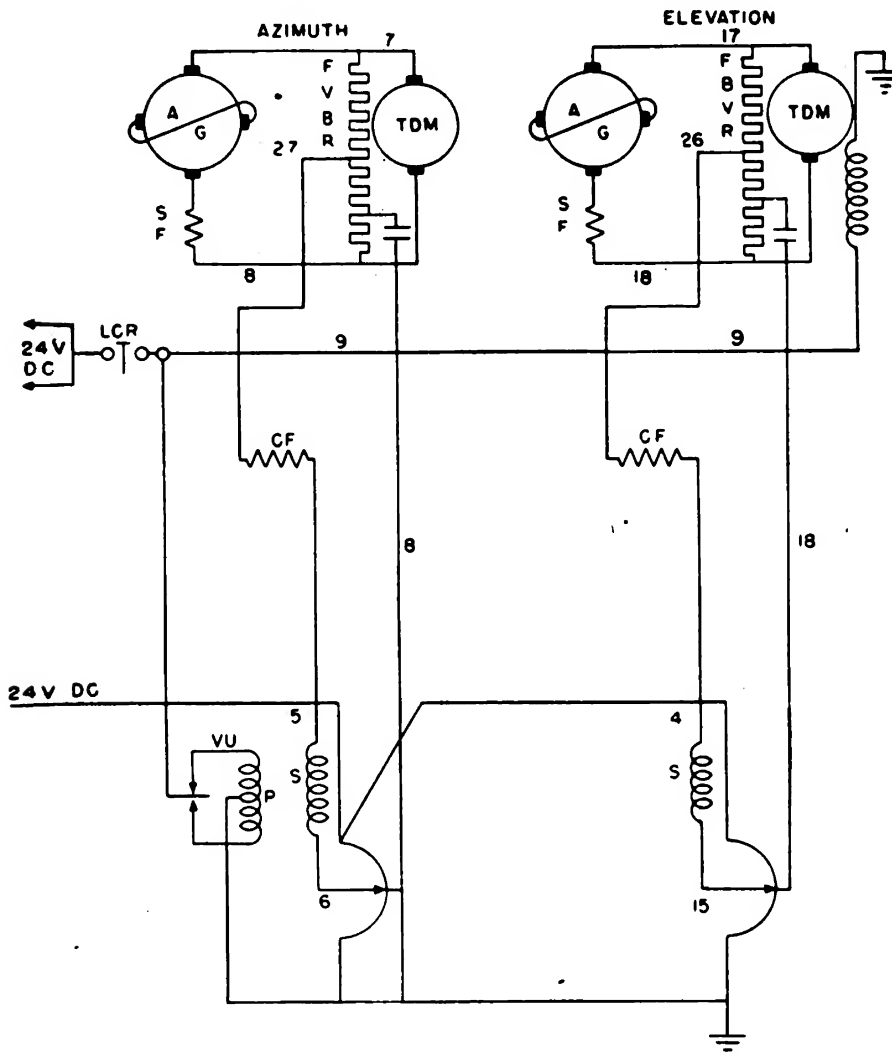 AZIMUTH
7
F
V
B
R
A
G
TDM
27
S
F
8
ELEVATION
17
F
B
V
R
A
G
TDM
26
S
F
18
24V
DC
LCR
9
9
CF
CF
8
18
24V DC
5
4
VU
P
S
S
6
15